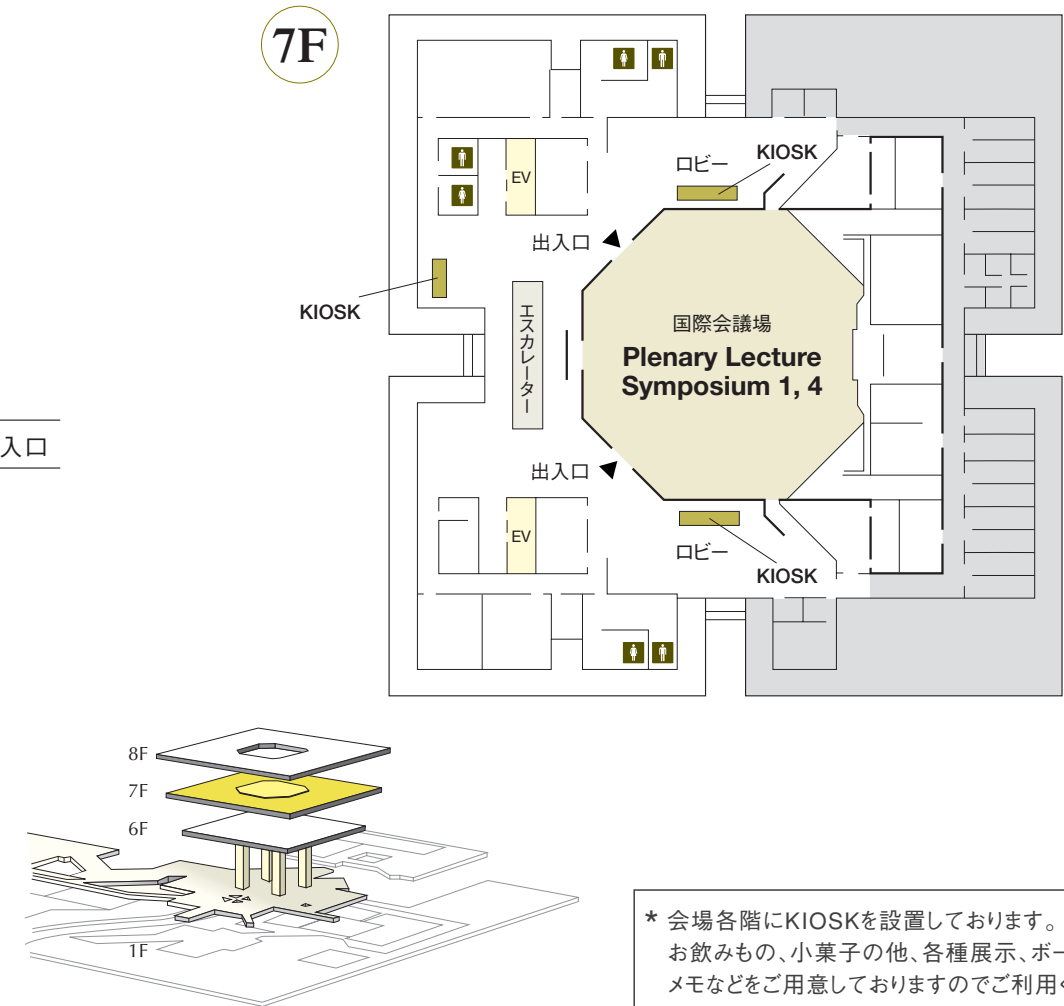 7F
ロビー
KIOSK
EV
出入口
KIOSK
エスカレーター
国際会議場
Plenary Lecture
Symposium 1, 4
入口
出入口
EV
ロビー
KIOSK
8F
7F
6F
1F
* 会場各階にKIOSKを設置しております。
お飲みもの、小菓子の他、各種展示、ボー
メモなどをご用意しておりますのでご利用